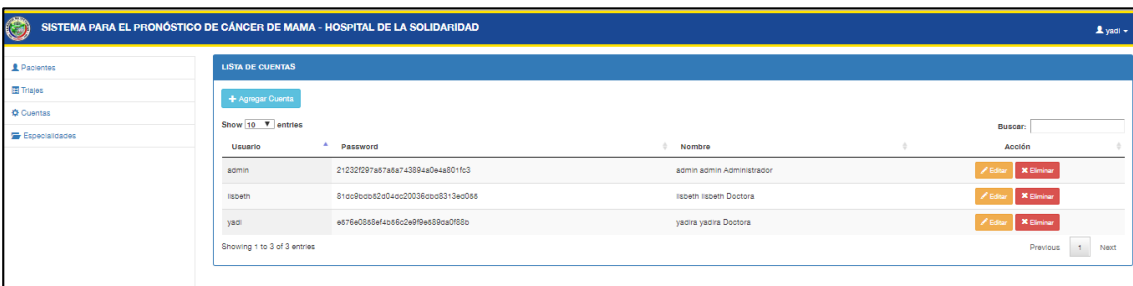 SISTEMA PARA EL PRONÓSTICO DE CÁNCER DE MAMA - HOSPITAL DE LA SOLIDARIDAD
yadi
Pacientes
Triajes
Cuentas
Especialidades
LISTA DE CUENTAS
+ Agregar Cuenta
Show 10 entries
Buscar:
Usuario Password Nombre Acción
admin 21232f297a57a5a743894a0e4a801fc3 admin admin Administrador Editar Eliminar
lisbeth 81dc9bdb52d04dc20036dbd8313ed055 lisbeth lisbeth Doctora Editar Eliminar
yadi yadira yadira Doctora Editar Eliminar
Showing 1 to 3 of 3 entries
Previous 1 Next